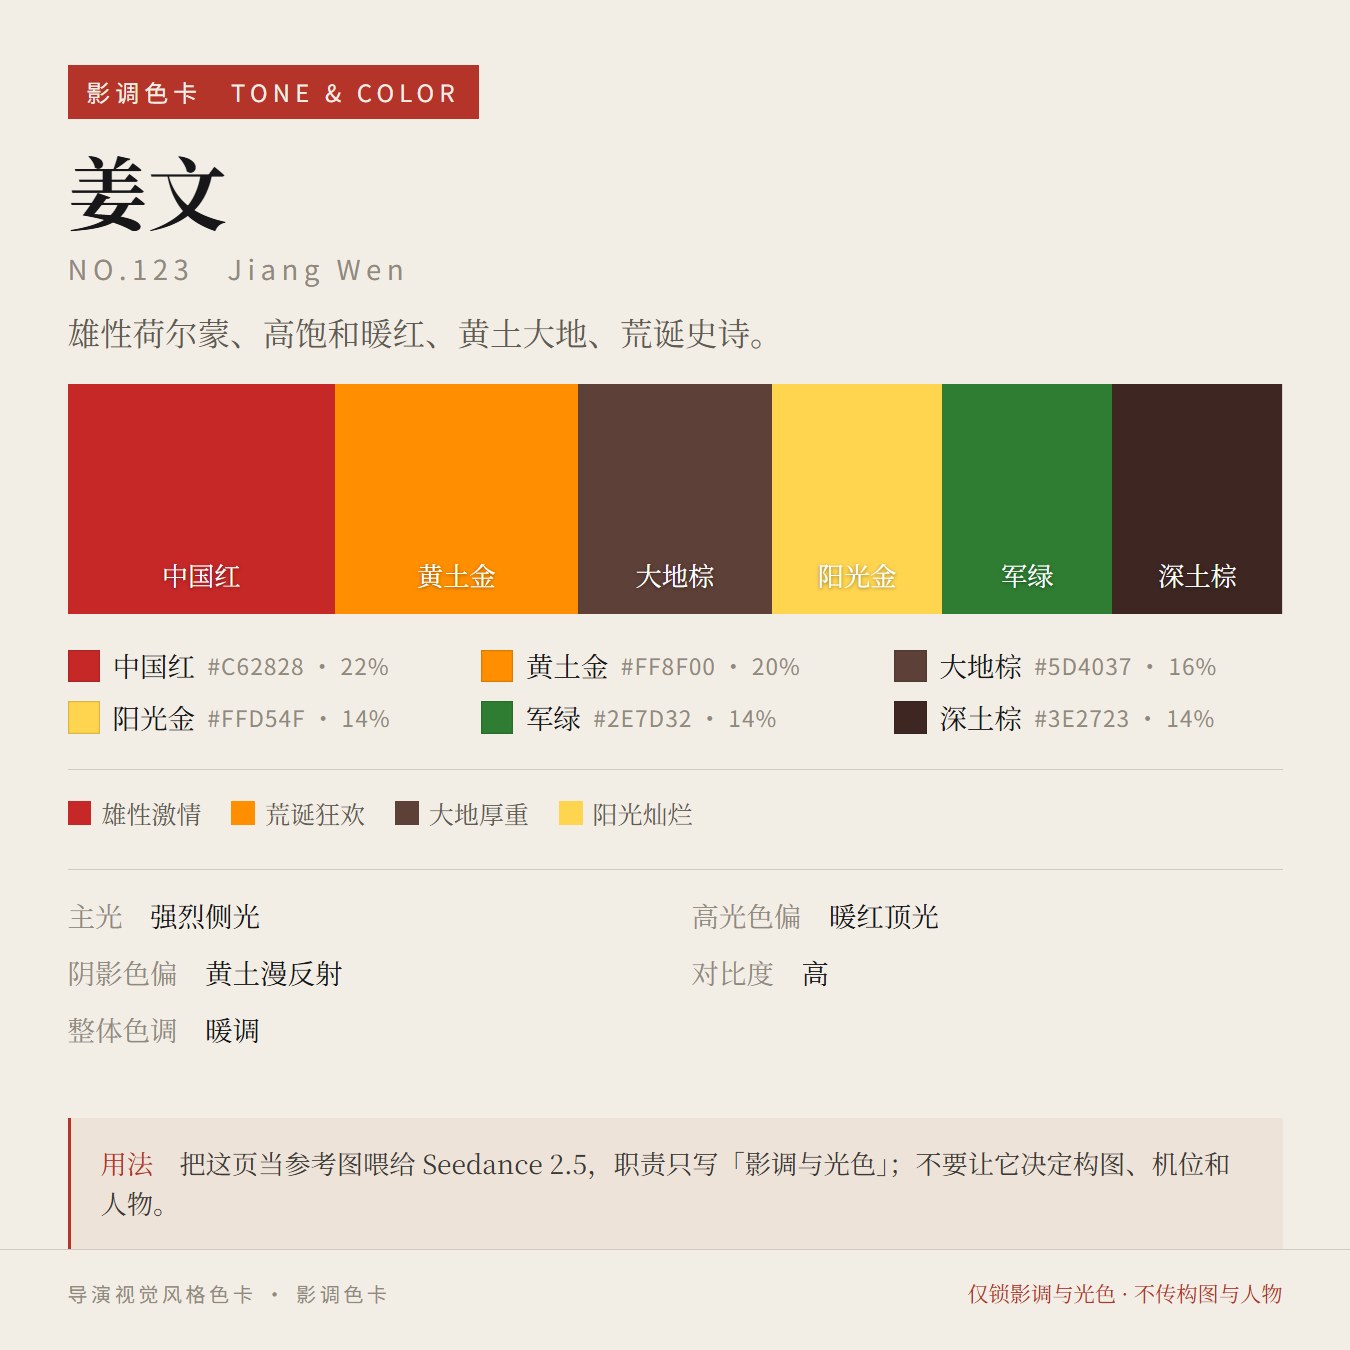 影调色卡 TONE & COLOR
姜文
NO.123 Jiang Wen
雄性荷尔蒙、高饱和暖红、黄土大地、荒诞史诗。
中国红 黄土金 大地棕 阳光金 军绿 深土棕
中国红 #C62828 • 22% 黄土金 #FF8F00 • 20% 大地棕 #5D4037 • 16%
阳光金 #FFD54F • 14% 军绿 #2E7D32 • 14% 深土棕 #3E2723 • 14%
雄性激情 荒诞狂欢 大地厚重 阳光灿烂
主光 强烈侧光 高光色偏 暖红顶光
阴影色偏 黄土漫反射 对比度 高
整体色调 暖调
用法 把这页当参考图喂给 Seedance 2.5，职责只写「影调与光色」；不要让它决定构图、机位和
人物。
导演视觉风格色卡 • 影调色卡 仅锁影调与光色 · 不传构图与人物